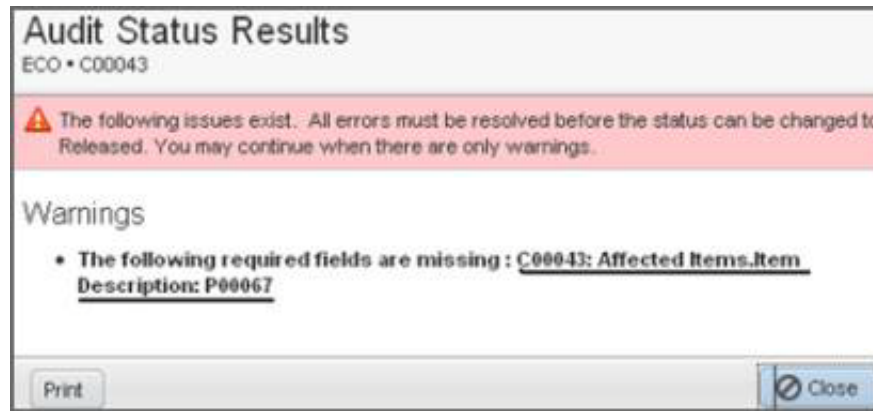 Audit Status Results
ECO • C00043
The following issues exist. All errors must be resolved before the status can be changed to
Released. You may continue when there are only warnings.
Warnings
• The following required fields are missing : C00043: Affected Items.Item
Description: P00067
Print
Close